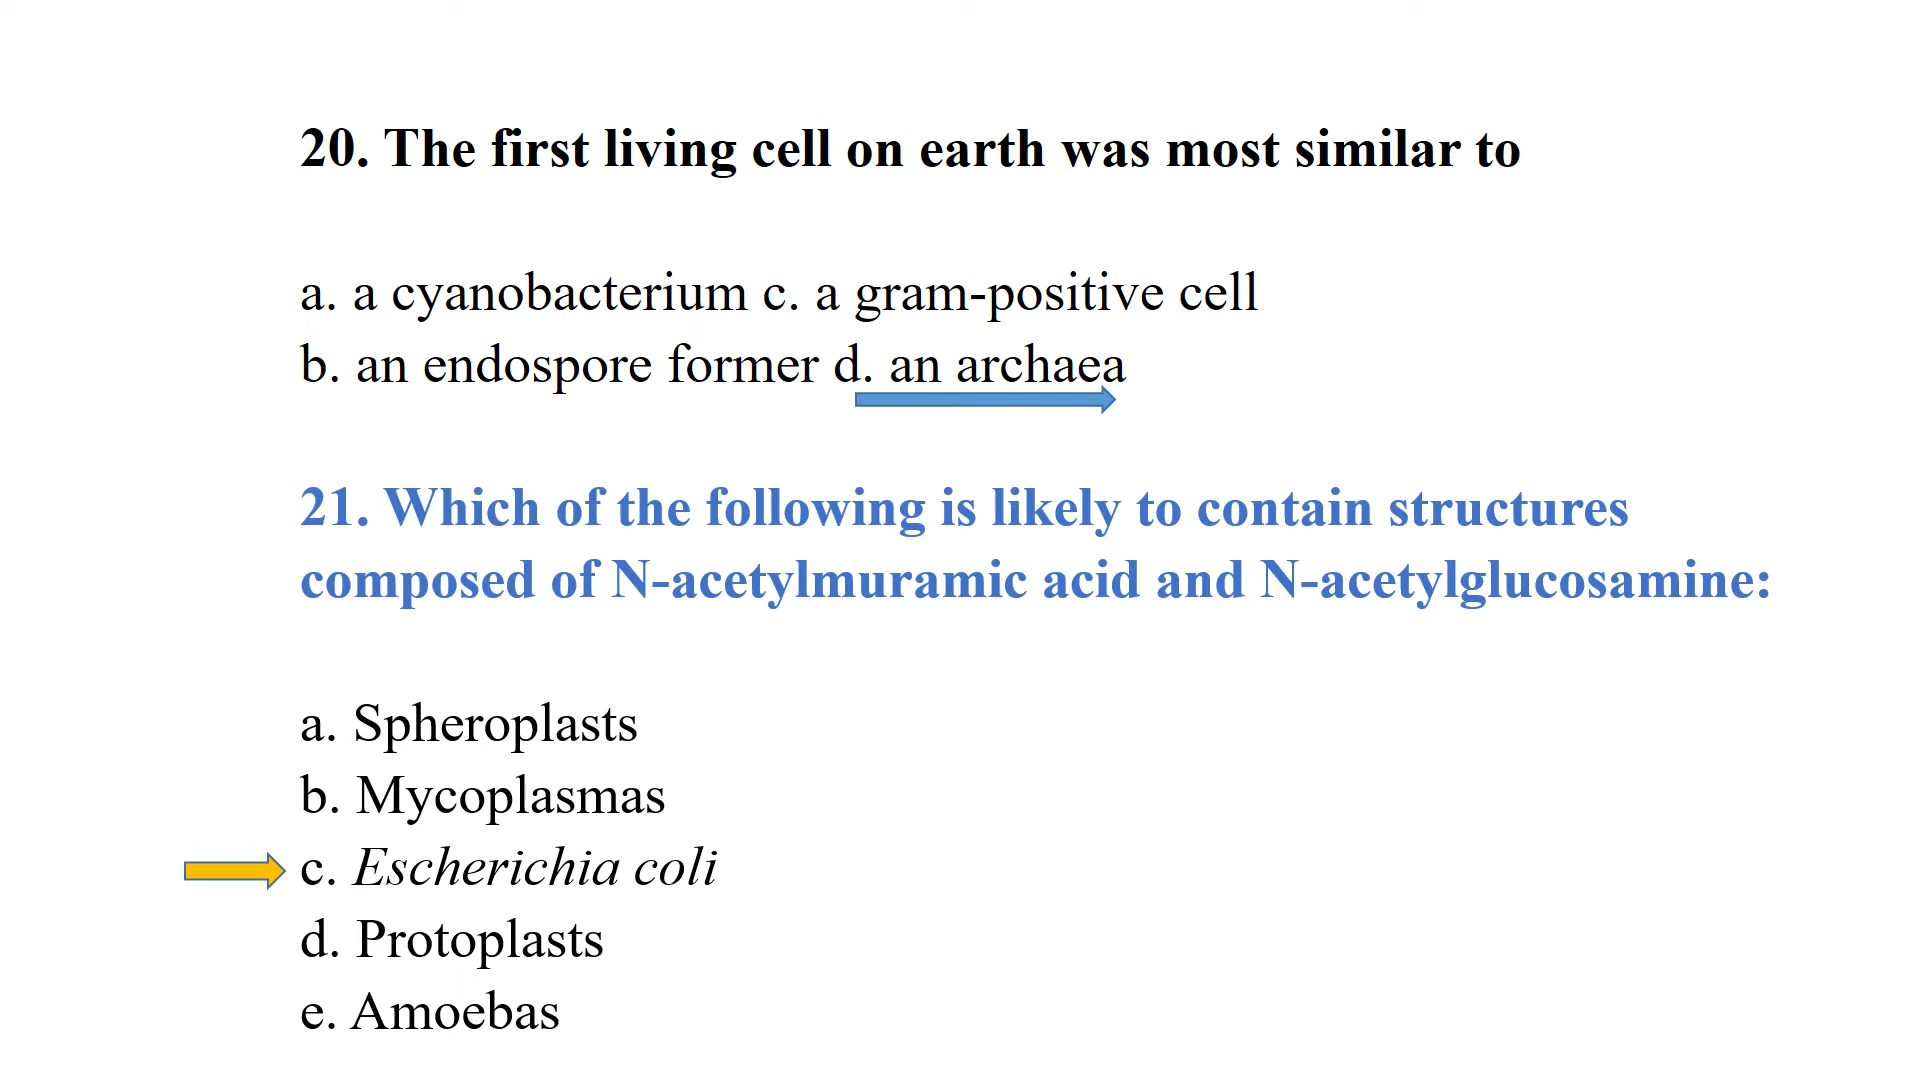 20. The first living cell on earth was most similar to
a. a cyanobacterium c. a gram-positive cell
b. an endospore former d. an archaea
21. Which of the following is likely to contain structures
composed of N-acetylmuramic acid and N-acetylglucosamine:
a. Spheroplasts
b. Mycoplasmas
c. Escherichia coli
d. Protoplasts
e. Amoebas